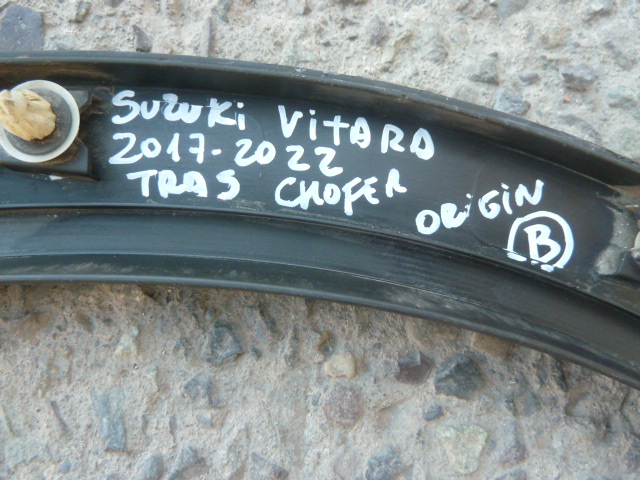 SUZUKi ViTARA
2017-2022
TRAS CHOFER
ORiGiN
B